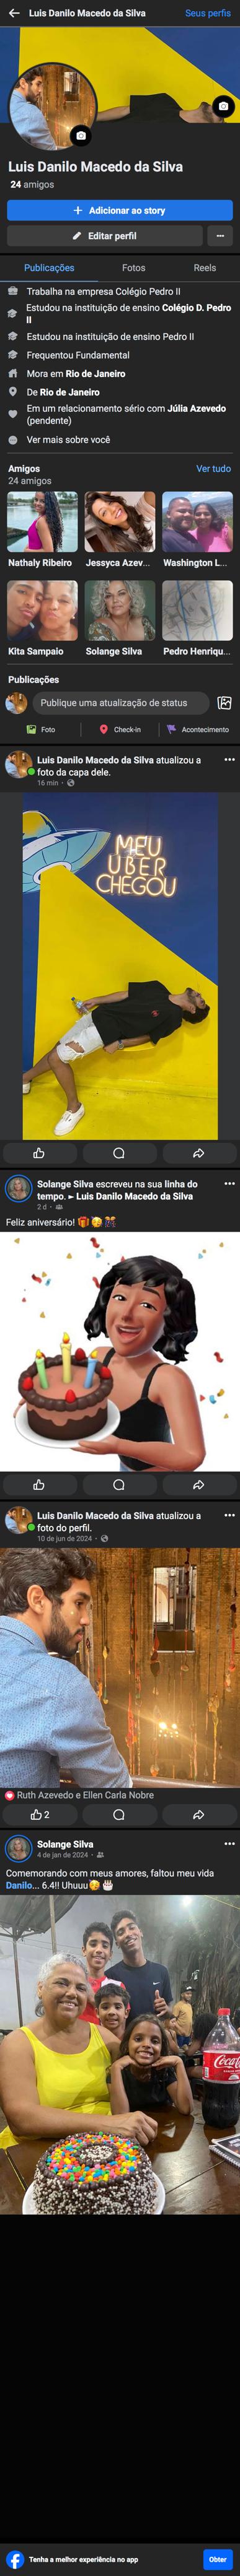 Luis Danilo Macedo da Silva
Seus perfis
Luis Danilo Macedo da Silva
24 amigos
Adicionar ao story
Editar perfil
Publicações
Fotos
Reels
Trabalha na empresa Colégio Pedro II
Estudou na instituição de ensino Colégio D. Pedro
II
Estudou na instituição de ensino Pedro II
Frequentou Fundamental
Mora em Rio de Janeiro
De Rio de Janeiro
Em um relacionamento sério com Júlia Azevedo
(pendente)
Ver mais sobre você
Amigos
Ver tudo
24 amigos
Nathaly Ribeiro
Jessyca Azev...
Washington L...
Kita Sampaio
Solange Silva
Pedro Henriqu...
Publicações
Publique uma atualização de status
Foto
Check-in
Acontecimento
Luis Danilo Macedo da Silva atualizou a
foto da capa dele.
16 min ·
MEU
UBER
CHEGOU
Solange Silva escreveu na sua linha do
tempo. ► Luis Danilo Macedo da Silva
2 d ·
Feliz aniversário! 🎁🥳🎊
Luis Danilo Macedo da Silva atualizou a
foto do perfil.
10 de jun de 2024 ·
Ruth Azevedo e Ellen Carla Nobre
2
Solange Silva
4 de jan de 2024 ·
Comemorando com meus amores, faltou meu vida
Danilo... 6.4!! Uhuuu🥳🎂
Coca-Cola
Tenha a melhor experiência no app
Obter